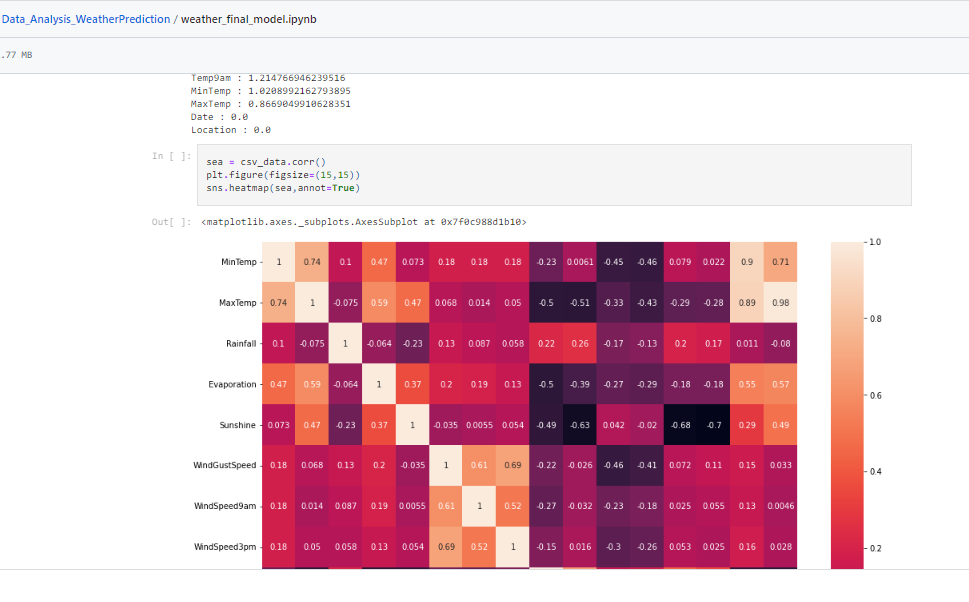 Data_Analysis_WeatherPrediction / weather_final_model.ipynb
.77 MB
Temp9am : 1.214766946239516
MinTemp : 1.0208992162793895
MaxTemp : 0.8669049910628351
Date : 0.0
Location : 0.0
In [ ]:
sea = csv_data.corr()
plt.figure(figsize=(15,15))
sns.heatmap(sea,annot=True)
Out[ ]: <matplotlib.axes._subplots.AxesSubplot at 0x7f0c988d1b10>
MinTemp 1 0.74 0.1 0.47 0.073 0.18 0.18 0.18 -0.23 0.0061 -0.45 -0.46 0.079 0.022 0.9 0.71
MaxTemp 0.74 1 -0.075 0.59 0.47 0.068 0.014 0.05 -0.5 -0.51 -0.33 -0.43 -0.29 -0.28 0.89 0.98
Rainfall 0.1 -0.075 1 -0.064 -0.23 0.13 0.087 0.058 0.22 0.26 -0.17 -0.13 0.2 0.17 0.011 -0.08
Evaporation 0.47 0.59 -0.064 1 0.37 0.2 0.19 0.13 -0.5 -0.39 -0.27 -0.29 -0.18 -0.18 0.55 0.57
Sunshine 0.073 0.47 -0.23 0.37 1 -0.035 0.0055 0.054 -0.49 -0.63 0.042 -0.02 -0.68 -0.7 0.29 0.49
WindGustSpeed 0.18 0.068 0.13 0.2 -0.035 1 0.61 0.69 -0.22 -0.026 -0.46 -0.41 0.072 0.11 0.15 0.033
WindSpeed9am 0.18 0.014 0.087 0.19 0.0055 0.61 1 0.52 -0.27 -0.032 -0.23 -0.18 0.025 0.055 0.13 0.0046
WindSpeed3pm 0.18 0.05 0.058 0.13 0.054 0.69 0.52 1 -0.15 0.016 -0.3 -0.26 0.053 0.025 0.16 0.028
1.0
0.8
0.6
0.4
0.2